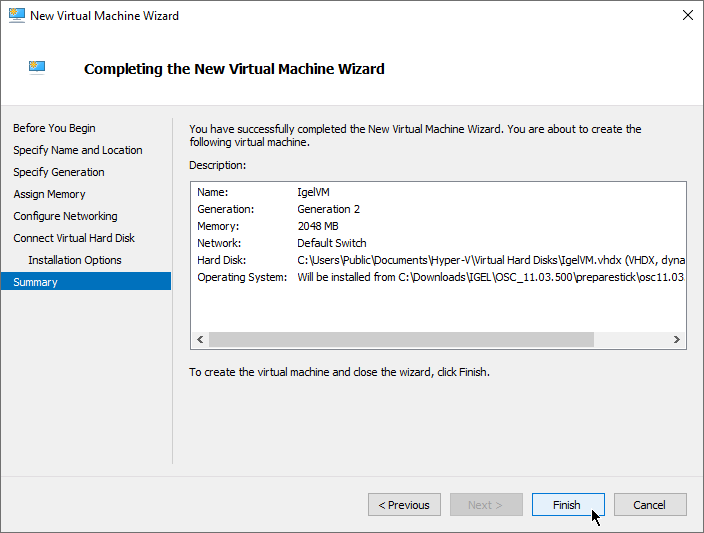 New Virtual Machine Wizard
Completing the New Virtual Machine Wizard
Before You Begin
Specify Name and Location
Specify Generation
Assign Memory
Configure Networking
Connect Virtual Hard Disk
Installation Options
Summary
You have successfully completed the New Virtual Machine Wizard. You are about to create the
following virtual machine.
Description:
Name: IgelVM
Generation: Generation 2
Memory: 2048 MB
Network: Default Switch
Hard Disk: C:\Users\Public\Documents\Hyper-V\Virtual Hard Disks\IgelVM.vhdx (VHDX, dyna
Operating System: Will be installed from C:\Downloads\IGEL\OSC_11.03.500\preparestick\osc11.03
To create the virtual machine and close the wizard, click Finish.
< Previous Next > Finish Cancel